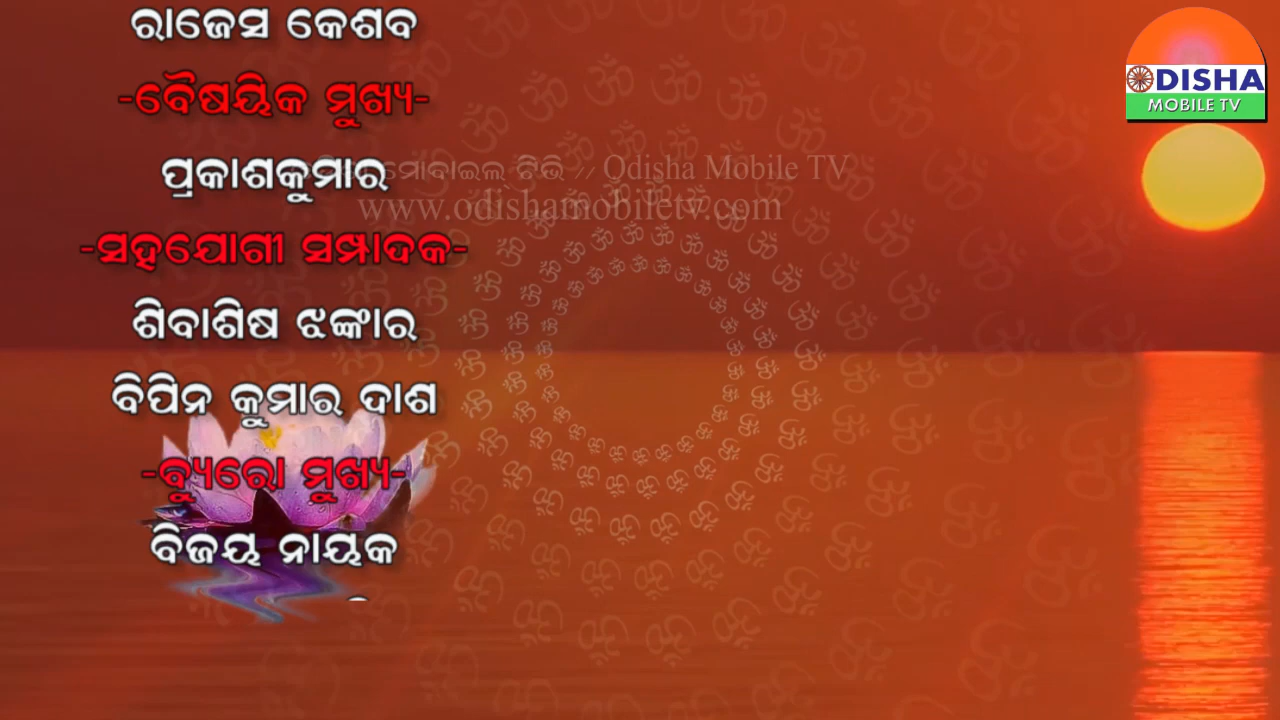 ରାଜେସ କେଶବ
-ବୈଷୟିକ ମୁଖ୍ୟ-
ପ୍ରକାଶକୁମାର
ମୋବାଇଲ ଟିଭି // Odisha Mobile TV
www.odishamobiletv.com
-ସହଯୋଗୀ ସମ୍ପାଦକ-
ଶିବାଶିଷ ଝଙ୍କାର
ବିପିନ କୁମାର ଦାଶ
-ବ୍ୟୁରୋ ମୁଖ୍ୟ-
ବିଜୟ ନାୟକ
ODISHA
MOBILE TV